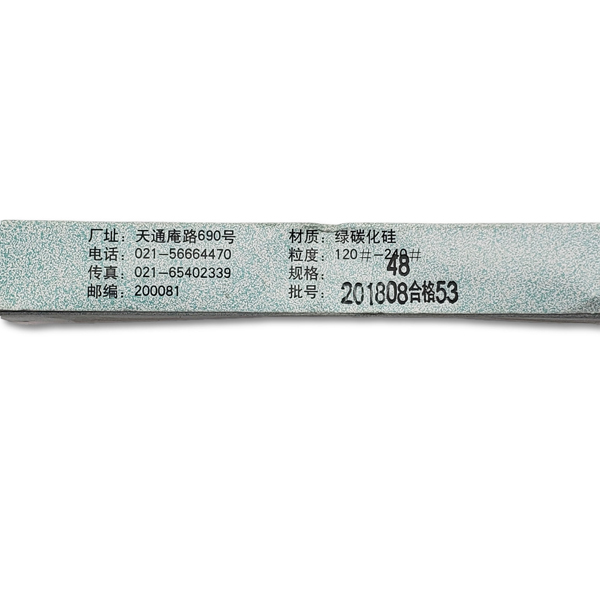 厂址：天通庵路690号
电话：021-56664470
传真：021-65402339
邮编：200081
材质：绿碳化硅
粒度：120#-240#
规格：48
批号：201808合格53